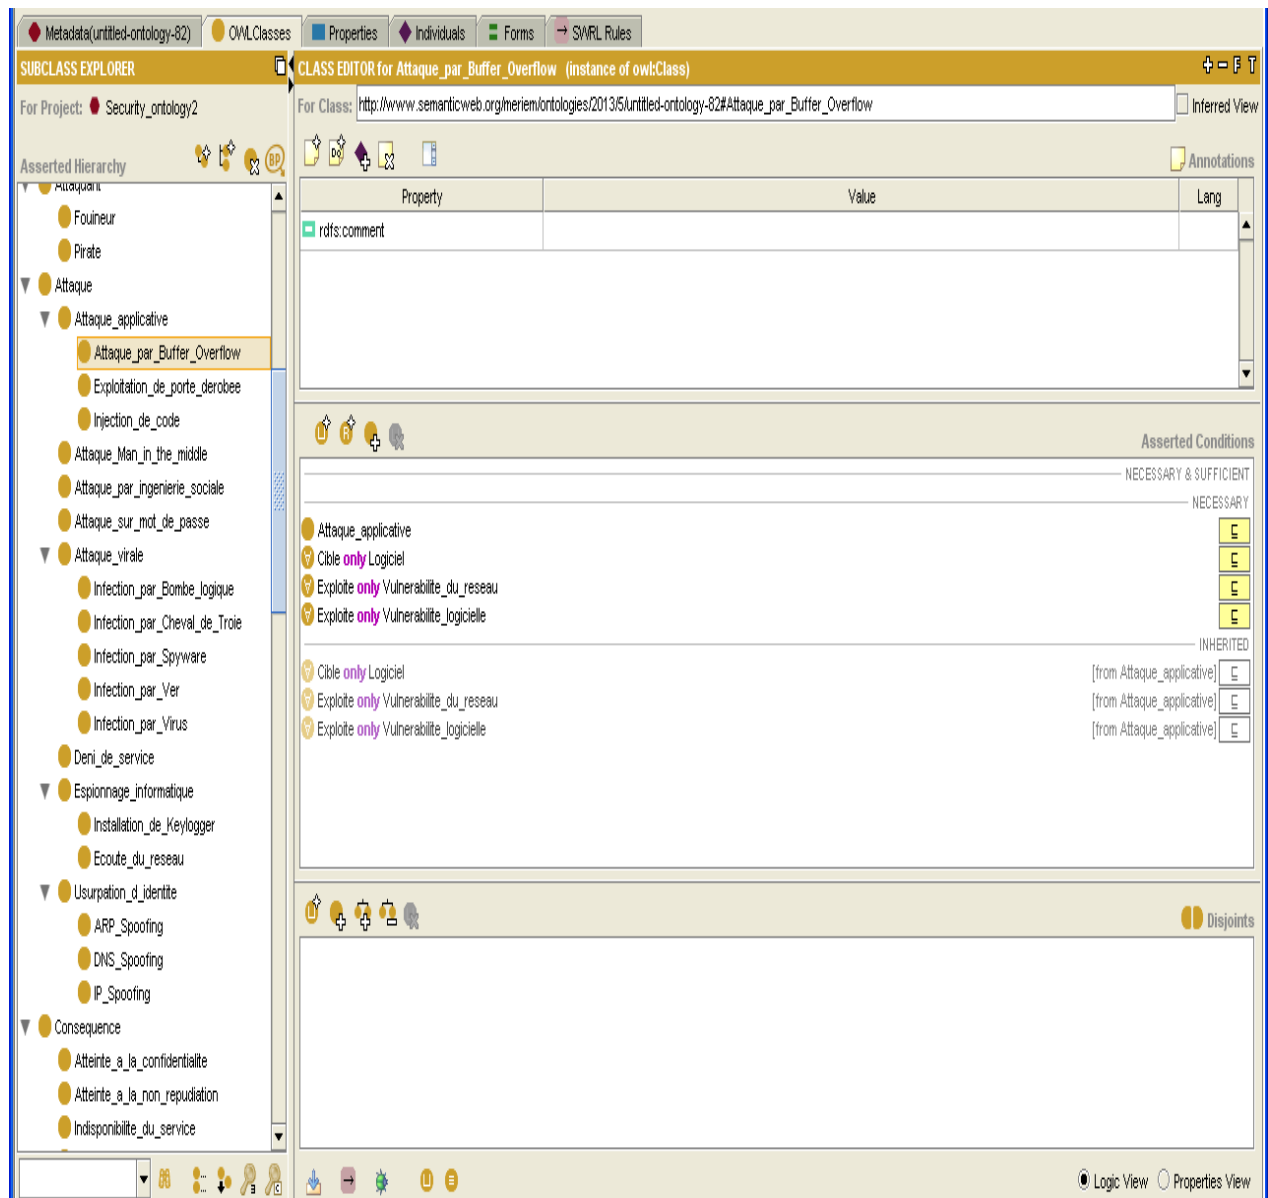 Metadata(untitled-ontology-82) OWLClasses Properties Individuals Forms SWRL Rules
SUBCLASS EXPLORER
For Project: Security_ontology2
Asserted Hierarchy
Attaquant
Fouineur
Pirate
Attaque
Attaque_applicative
Attaque_par_Buffer_Overflow
Exploitation_de_porte_derobee
Injection_de_code
Attaque_Man_in_the_middle
Attaque_par_ingenierie_sociale
Attaque_sur_mot_de_passe
Attaque_virale
Infection_par_Bombe_logique
Infection_par_Cheval_de_Troie
Infection_par_Spyware
Infection_par_Ver
Infection_par_Virus
Deni_de_service
Espionnage_informatique
Installation_de_Keylogger
Ecoute_du_reseau
Usurpation_d_identite
ARP_Spoofing
DNS_Spoofing
IP_Spoofing
Consequence
Atteinte_a_la_confidentialite
Atteinte_a_la_non_repudiation
Indisponibilite_du_service
CLASS EDITOR for Attaque_par_Buffer_Overflow (instance of owl:Class)
For Class: http://www.semanticweb.org/meriem/ontologies/2013/5/untitled-ontology-82#Attaque_par_Buffer_Overflow Inferred View
Annotations
Property Value Lang
rdfs:comment
Asserted Conditions
NECESSARY & SUFFICIENT
NECESSARY
Attaque_applicative
Cible only Logiciel
Exploite only Vulnerabilite_du_reseau
Exploite only Vulnerabilite_logicielle
INHERITED
Cible only Logiciel [from Attaque_applicative]
Exploite only Vulnerabilite_du_reseau [from Attaque_applicative]
Exploite only Vulnerabilite_logicielle [from Attaque_applicative]
Disjoints
Logic View Properties View